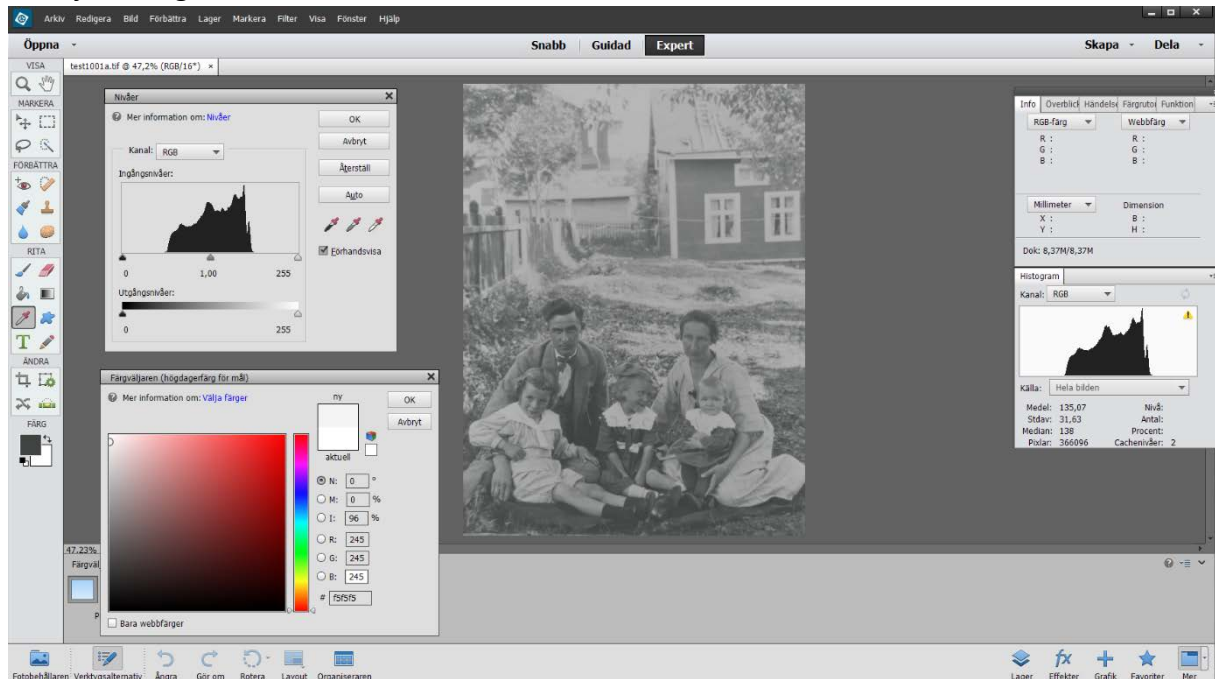 Arkiv Redigera Bild Förbättra Lager Markera Filter Visa Fönster Hjälp
Öppna Snabb Guidad Expert Skapa Dela
VISA
test1001a.tif @ 47,2% (RGB/16*) ×
MARKERA
FÖRBÄTTRA
RITA
ÄNDRA
FÄRG
Nivåer
Mer information om: Nivåer
Kanal: RGB
Ingångsnivåer:
0 1,00 255
Utgångsnivåer:
0 255
OK
Avbryt
Återställ
Auto
Förhandsvisa
Färgväljaren (högdagerfärg för mål)
Mer information om: Välja färger
ny
aktuell
OK
Avbryt
N: 0 °
M: 0 %
I: 96 %
R: 245
G: 245
B: 245
# f5f5f5
Bara webbfärger
47,23%
Färgväl
P
Info Överblick Händelse Färgrutor Funktion
RGB-färg Webbfärg
R : R :
G : G :
B : B :
Millimeter Dimension
X : B :
Y : H :
Dok: 8,37M/8,37M
Histogram
Kanal: RGB
Källa: Hela bilden
Medel: 135,07 Nivå:
Stdav: 31,63 Antal:
Median: 138 Procent:
Pixlar: 366096 Cachenivåer: 2
Fotobehållaren Verktygsalternativ Ångra Gör om Rotera Layout Organiseraren
Lager Effekter Grafik Favoriter Mer